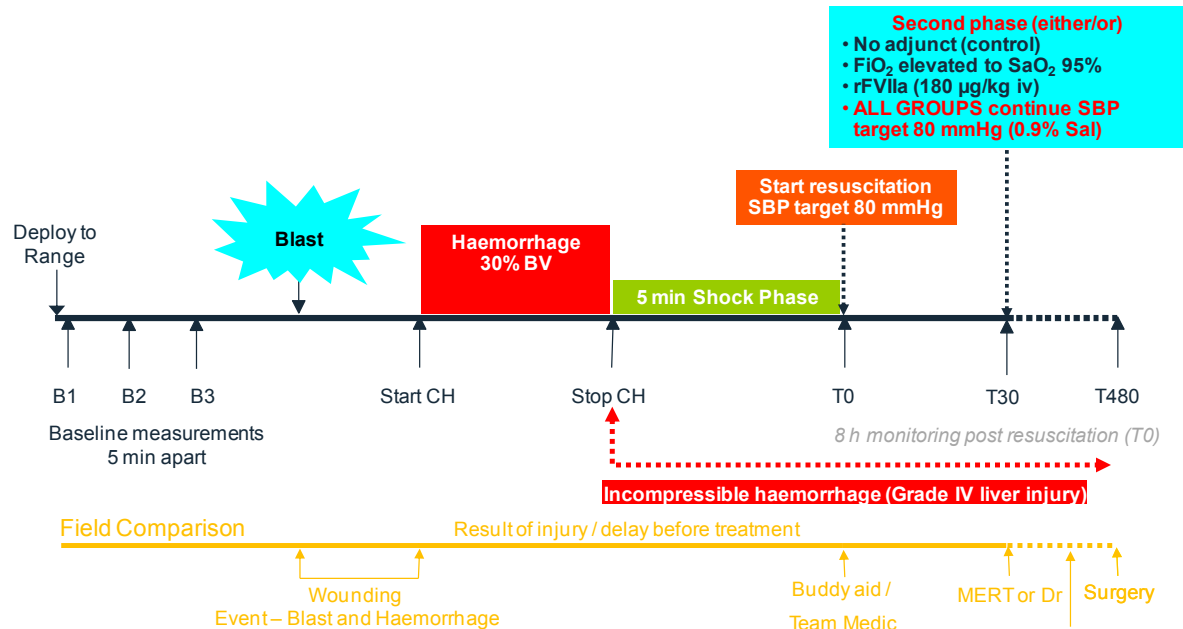 Second phase (either/or)
• No adjunct (control)
• FiO₂ elevated to SaO₂ 95%
• rFVIIa (180 µg/kg iv)
• ALL GROUPS continue SBP
target 80 mmHg (0.9% Sal)
Start resuscitation
SBP target 80 mmHg
Deploy to
Range
Blast
Haemorrhage
30% BV
5 min Shock Phase
B1
B2
B3
Start CH
Stop CH
T0
T30
T480
Baseline measurements
5 min apart
8 h monitoring post resuscitation (T0)
Incompressible haemorrhage (Grade IV liver injury)
Field Comparison
Result of injury / delay before treatment
Wounding
Event – Blast and Haemorrhage
Buddy aid /
Team Medic
MERT or Dr
Surgery